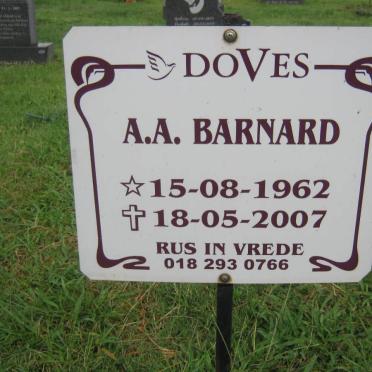 DOVES
A.A. BARNARD
15-08-1962
18-05-2007
RUS IN VREDE
018 293 0766